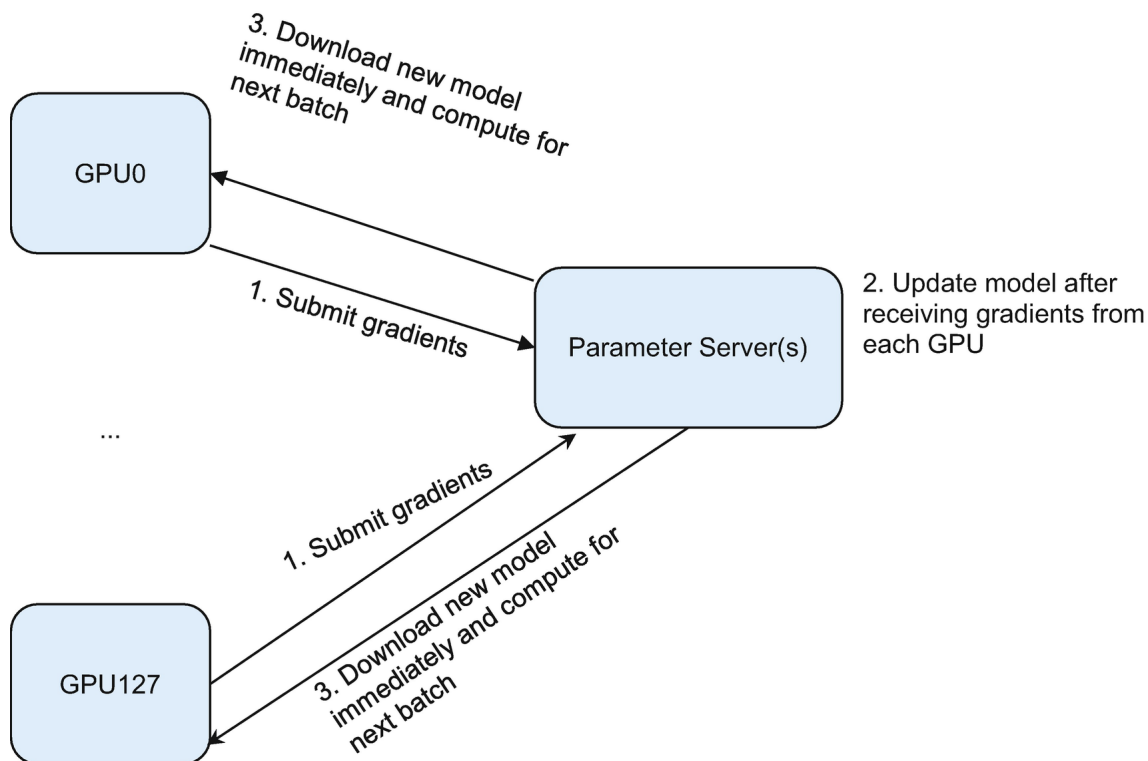 3. Download new model
immediately and compute for
next batch
GPU0
1. Submit gradients
Parameter Server(s)
2. Update model after
receiving gradients from
each GPU
...
1. Submit gradients
3. Download new model
immediately and compute for
next batch
GPU127